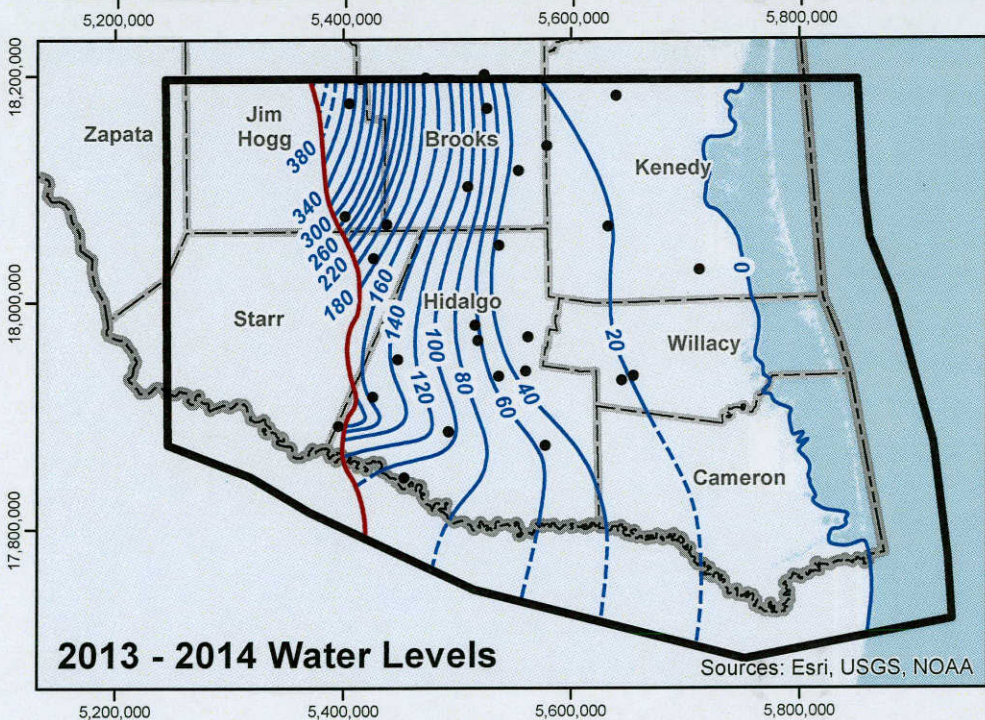 5,200,000
5,400,000
5,600,000
5,800,000
18,200,000
18,000,000
17,800,000
Zapata
Jim
Hogg
Brooks
Kenedy
380
340
300
260
220
180
160
140
120
100
80
60
40
20
0
Starr
Hidalgo
Willacy
Cameron
2013 - 2014 Water Levels
Sources: Esri, USGS, NOAA
5,200,000
5,400,000
5,600,000
5,800,000